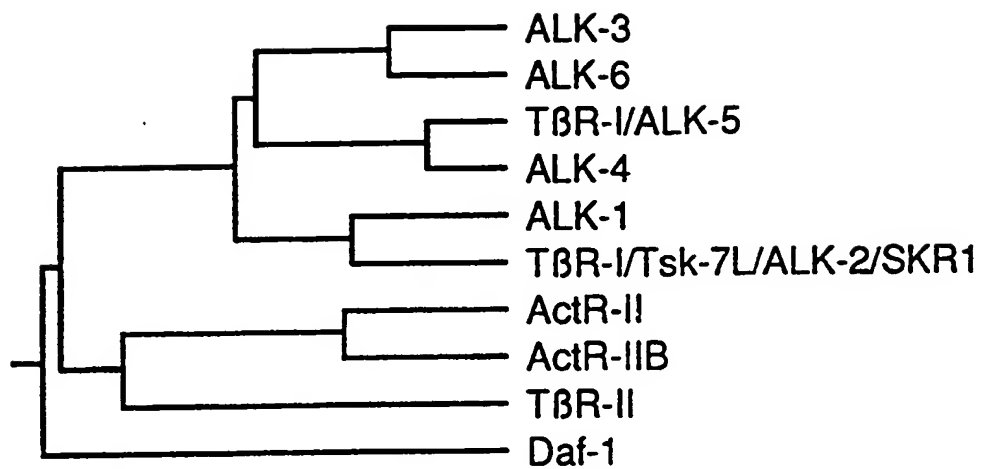 ALK-3
ALK-6
TβR-I/ALK-5
ALK-4
ALK-1
TβR-I/Tsk-7L/ALK-2/SKR1
ActR-II
ActR-IIB
TβR-II
Daf-1